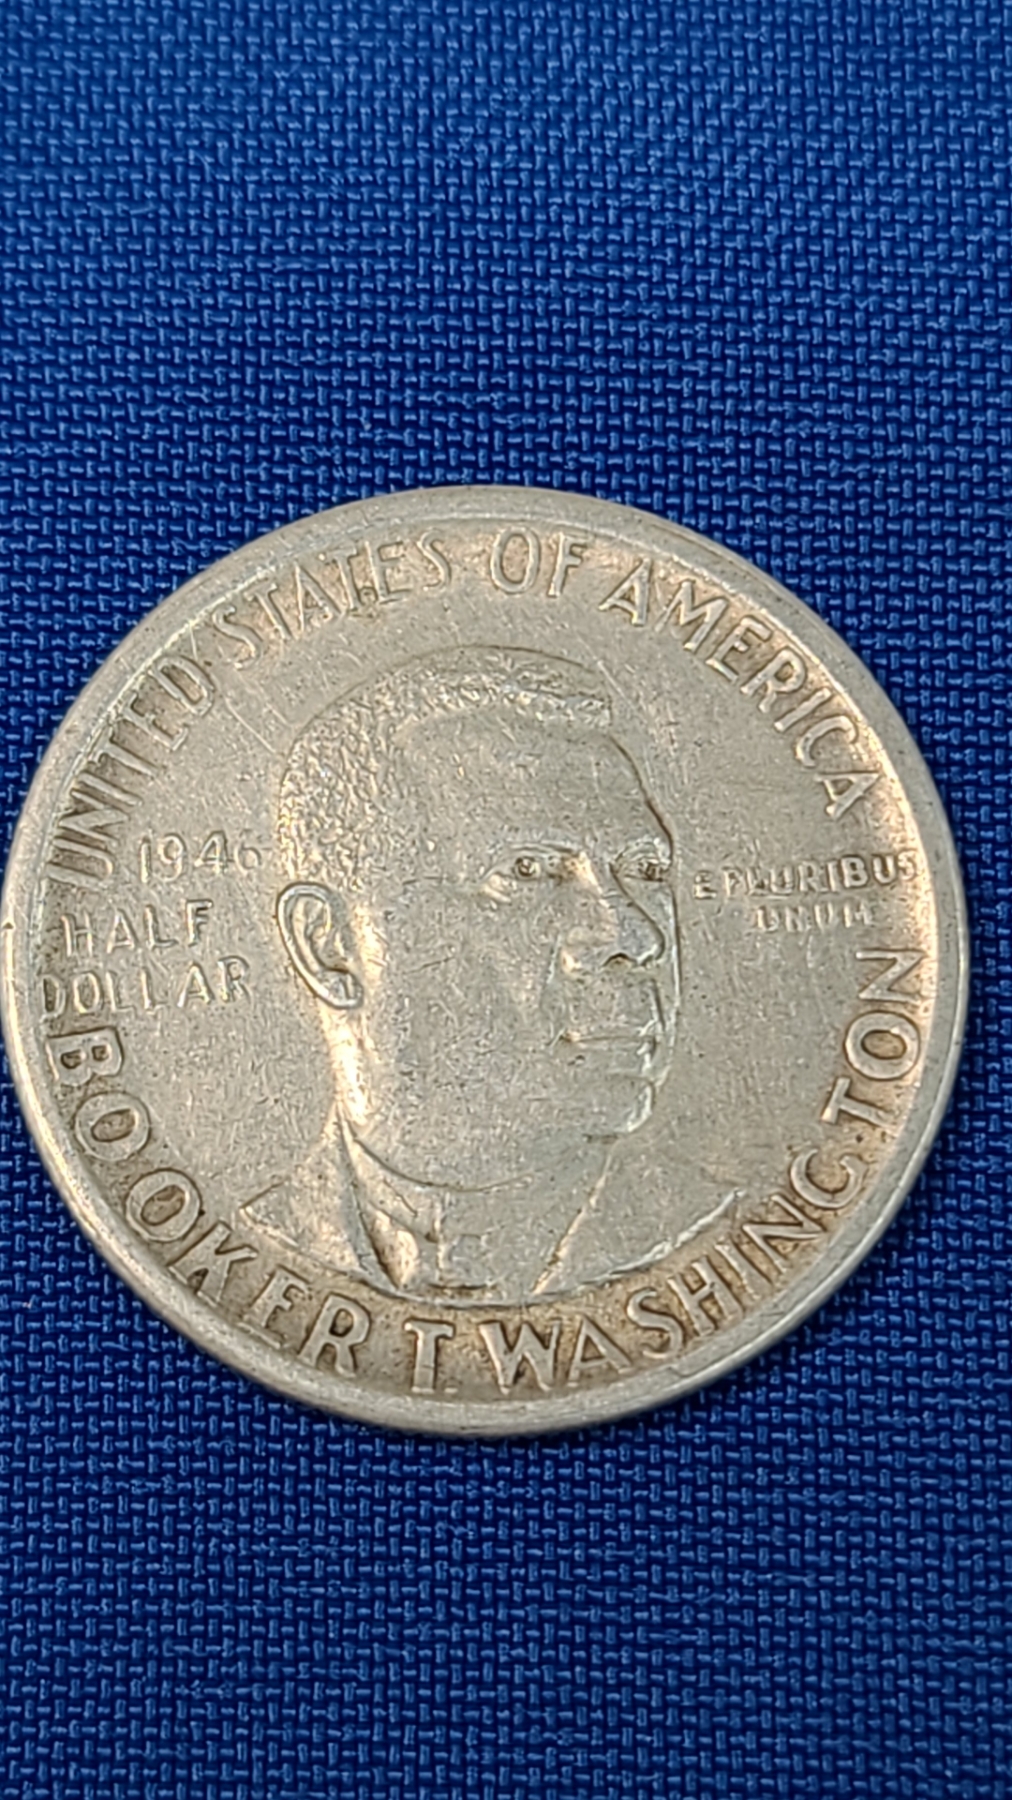 UNITED STATES OF AMERICA
1946
HALF
DOLLAR
E PLURIBUS
UNUM
BOOKER T. WASHINGTON